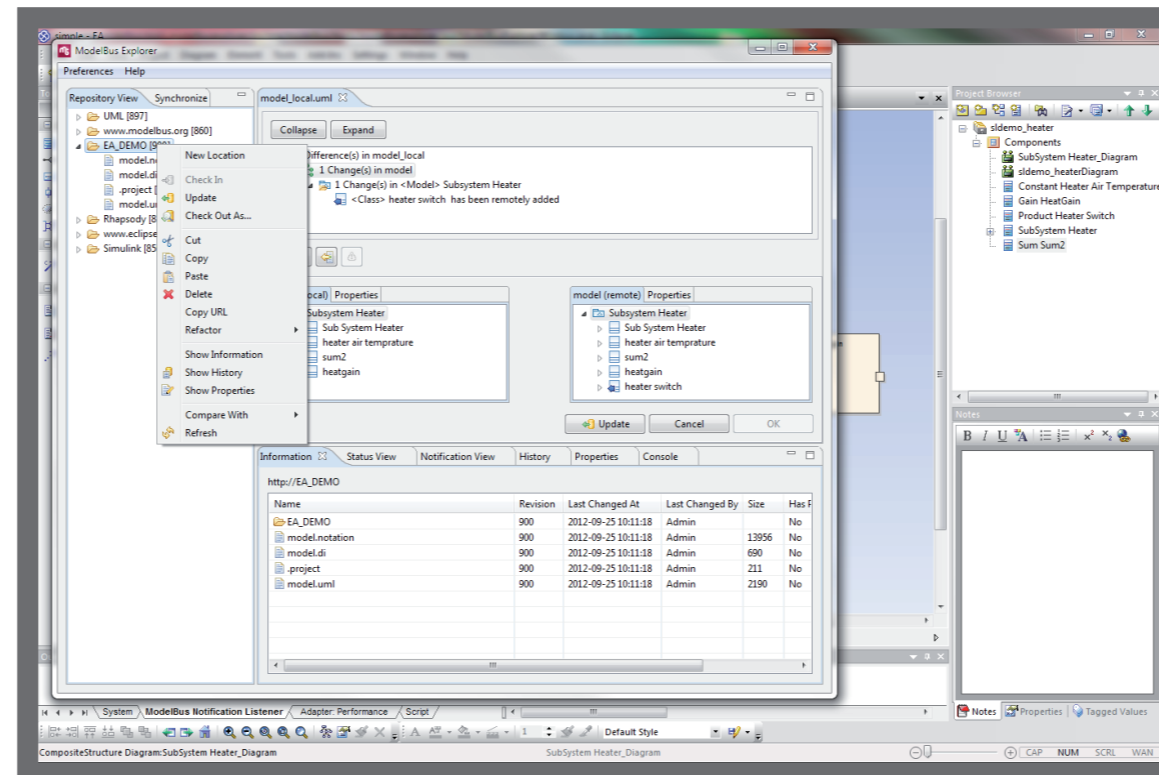 simple - EA
ModelBus Explorer
Preferences Help
Repository View Synchronize
UML [897]
www.modelbus.org [860]
EA_DEMO
model.di
.project
Rhapsody
Simulink
New Location
Check In
Update
Check Out As...
Cut
Copy
Paste
Delete
Copy URL
Refactor
Show Information
Show History
Show Properties
Compare With
Refresh
model_local.uml
Collapse Expand
Difference(s) in model_local
1 Change(s) in model
1 Change(s) in <Model> Subsystem Heater
<Class> heater switch has been remotely added
Properties
Subsystem Heater
Sub System Heater
heater air temprature
sum2
heatgain
model (remote) Properties
Subsystem Heater
Sub System Heater
heater air temprature
sum2
heatgain
heater switch
Update Cancel OK
Information Status View Notification View History Properties Console
http://EA_DEMO
Name Revision Last Changed At Last Changed By Size Has
EA_DEMO 900 2012-09-25 10:11:18 Admin No
model.notation 900 2012-09-25 10:11:18 Admin 13956 No
model.di 900 2012-09-25 10:11:18 Admin 690 No
.project 900 2012-09-25 10:11:18 Admin 211 No
model.uml 900 2012-09-25 10:11:18 Admin 2190 No
Project Browser
sldemo_heater
Components
SubSystem Heater_Diagram
sldemo_heaterDiagram
Constant Heater Air Temperature
Gain HeatGain
Product Heater Switch
SubSystem Heater
Sum Sum2
Notes
B I U A x² x₂
Notes Properties Tagged Values
System ModelBus Notification Listener Adapter: Performance Script
A 1 Default Style
CompositeStructure Diagram:SubSystem Heater_Diagram SubSystem Heater_Diagram CAP NUM SCRL WAN